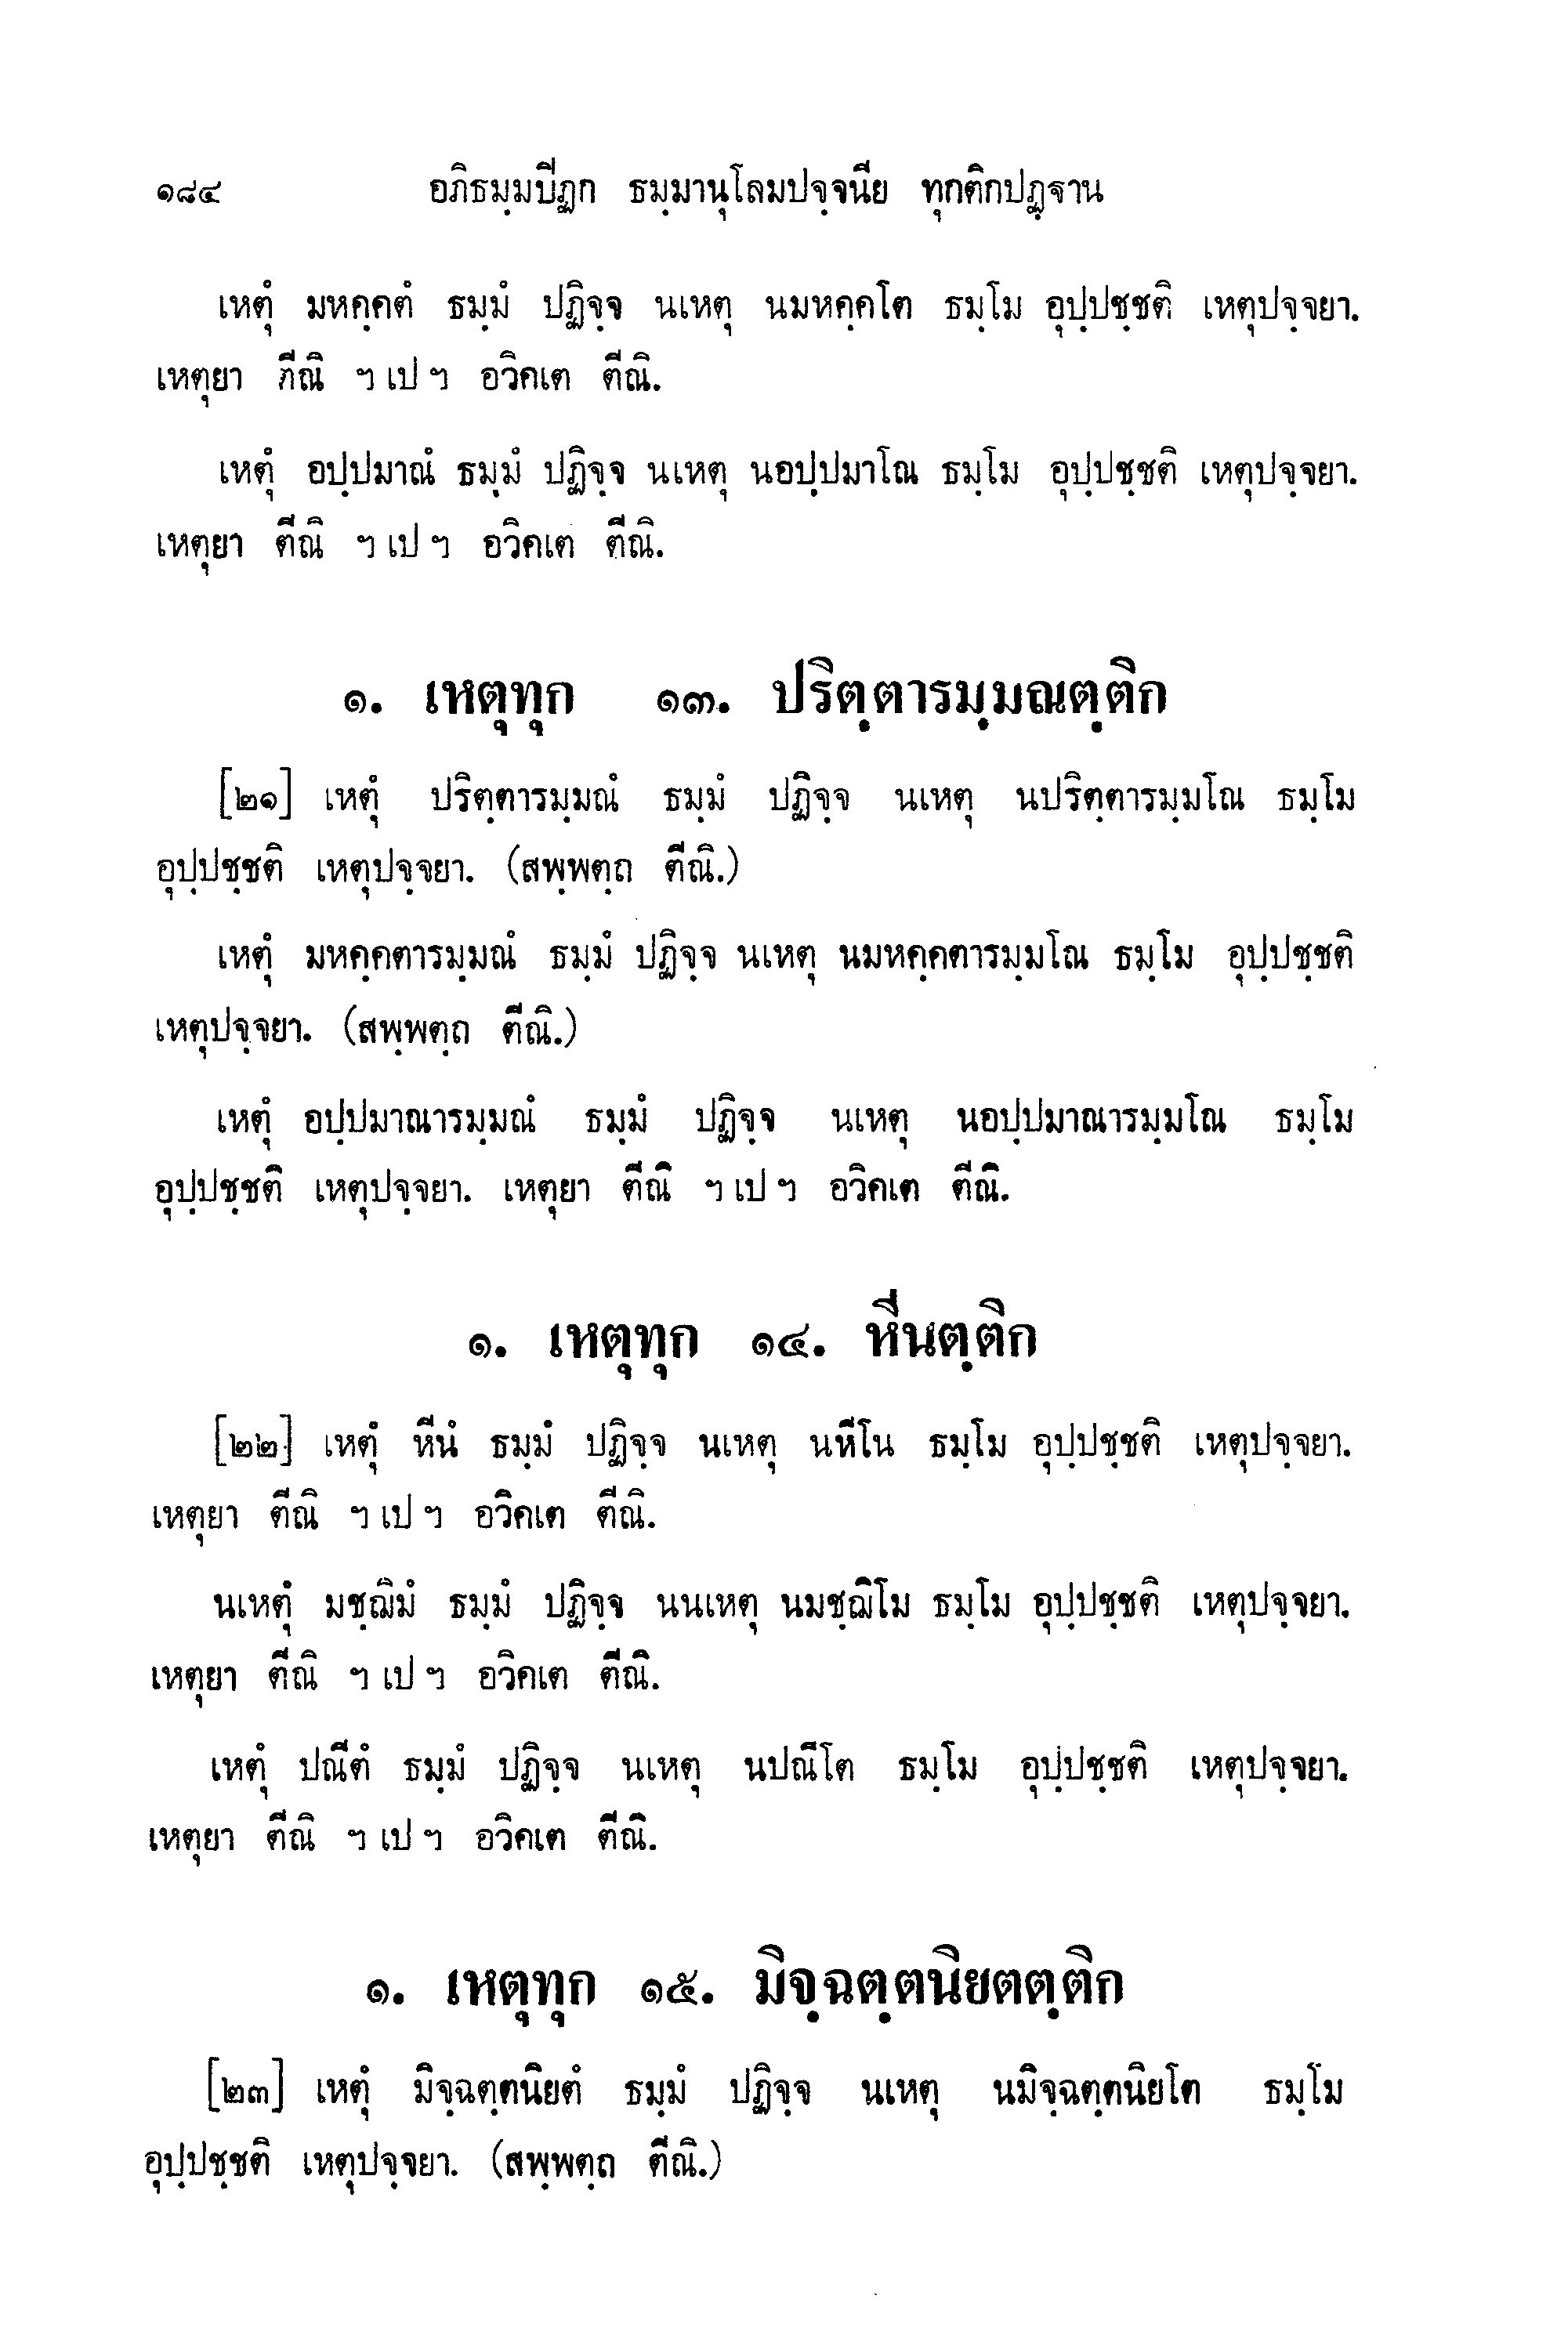 ๑๘๔ อภิธมฺมปีฏก ธมฺมานุโลมปจฺจนีย ทุกติกปฏฺฐาน
เหตุํ มหคฺคตํ ธมฺมํ ปฏิจฺจ นเหตุ นมหคฺคโต ธมฺโม อุปฺปชฺชติ เหตุปจฺจยา.
เหตุยา ตีณิ ฯ เป ฯ อวิคเต ตีณิ.
เหตุํ อปฺปมาณํ ธมฺมํ ปฏิจฺจ นเหตุ นอปฺปมาโณ ธมฺโม อุปฺปชฺชติ เหตุปจฺจยา.
เหตุยา ตีณิ ฯ เป ฯ อวิคเต ตีณิ.
๑. เหตุทุก ๑๓. ปริตฺตารมฺมณตฺติก
[๒๑] เหตุํ ปริตฺตารมฺมณํ ธมฺมํ ปฏิจฺจ นเหตุ นปริตฺตารมฺมโณ ธมฺโม
อุปฺปชฺชติ เหตุปจฺจยา. (สพฺพตฺถ ตีณิ.)
เหตุํ มหคฺคตารมฺมณํ ธมฺมํ ปฏิจฺจ นเหตุ นมหคฺคตารมฺมโณ ธมฺโม อุปฺปชฺชติ
เหตุปจฺจยา. (สพฺพตฺถ ตีณิ.)
เหตุํ อปฺปมาณารมฺมณํ ธมฺมํ ปฏิจฺจ นเหตุ นอปฺปมาณารมฺมโณ ธมฺโม
อุปฺปชฺชติ เหตุปจฺจยา. เหตุยา ตีณิ ฯ เป ฯ อวิคเต ตีณิ.
๑. เหตุทุก ๑๔. หีนตฺติก
[๒๒] เหตุํ หีนํ ธมฺมํ ปฏิจฺจ นเหตุ นหีโน ธมฺโม อุปฺปชฺชติ เหตุปจฺจยา.
เหตุยา ตีณิ ฯ เป ฯ อวิคเต ตีณิ.
นเหตุํ มชฺฌิมํ ธมฺมํ ปฏิจฺจ นนเหตุ นมชฺฌิโม ธมฺโม อุปฺปชฺชติ เหตุปจฺจยา.
เหตุยา ตีณิ ฯ เป ฯ อวิคเต ตีณิ.
เหตุํ ปณีตํ ธมฺมํ ปฏิจฺจ นเหตุ นปณีโต ธมฺโม อุปฺปชฺชติ เหตุปจฺจยา.
เหตุยา ตีณิ ฯ เป ฯ อวิคเต ตีณิ.
๑. เหตุทุก ๑๕. มิจฺฉตฺตนิยตตฺติก
[๒๓] เหตุํ มิจฺฉตฺตนิยตํ ธมฺมํ ปฏิจฺจ นเหตุ นมิจฺฉตฺตนิยโต ธมฺโม
อุปฺปชฺชติ เหตุปจฺจยา. (สพฺพตฺถ ตีณิ.)